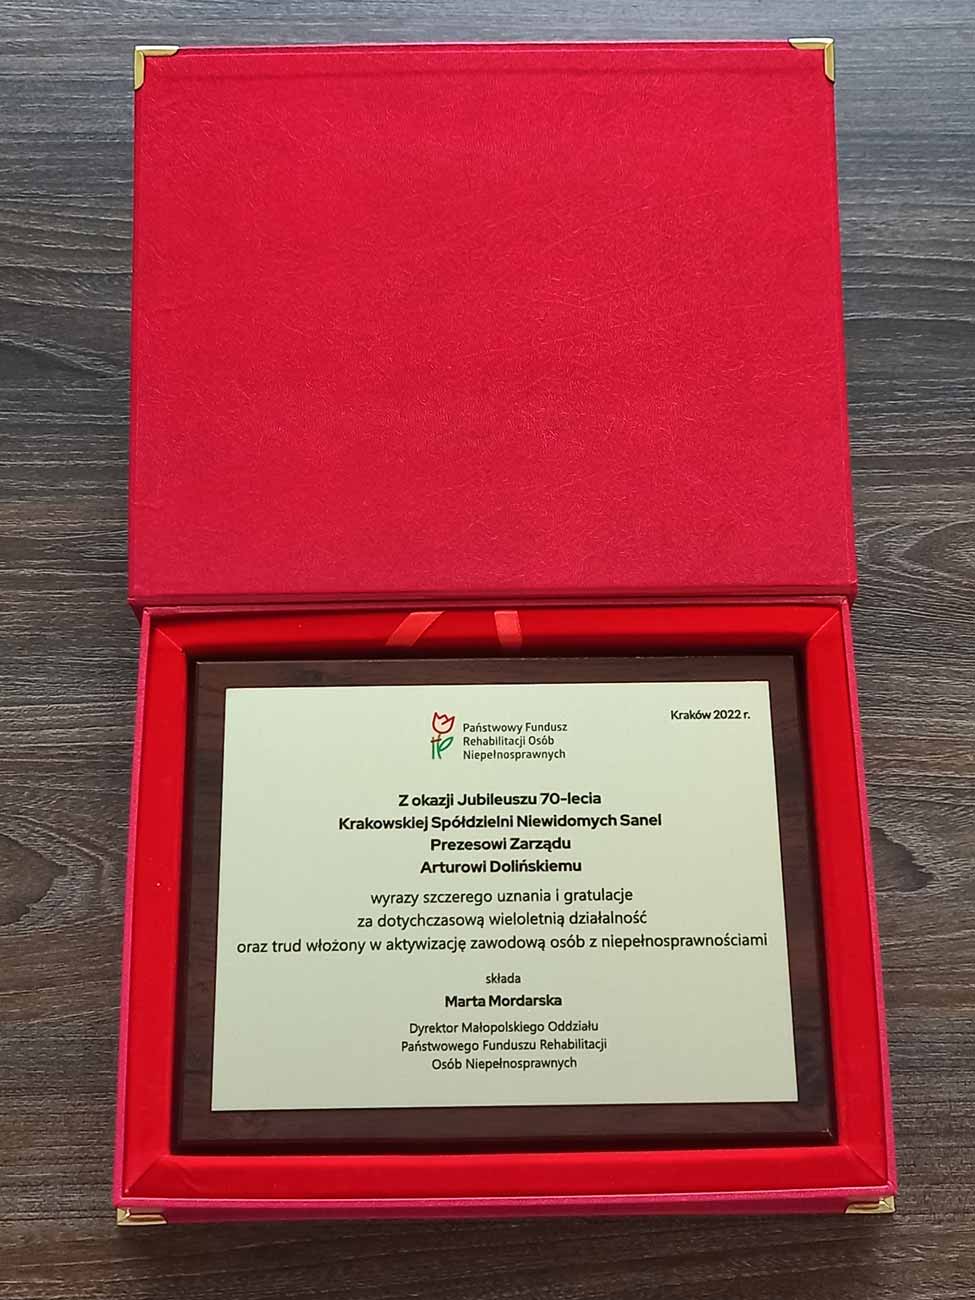 Państwowy Fundusz
Rehabilitacji Osób
Niepełnosprawnych
Kraków 2022 r.
Z okazji Jubileuszu 70-lecia
Krakowskiej Spółdzielni Niewidomych Sanel
Prezesowi Zarządu
Arturowi Dolińskiemu
wyrazy szczerego uznania i gratulacje
za dotychczasową wieloletnią działalność
oraz trud włożony w aktywizację zawodową osób z niepełnosprawnościami
składa
Marta Mordarska
Dyrektor Małopolskiego Oddziału
Państwowego Funduszu Rehabilitacji
Osób Niepełnosprawnych